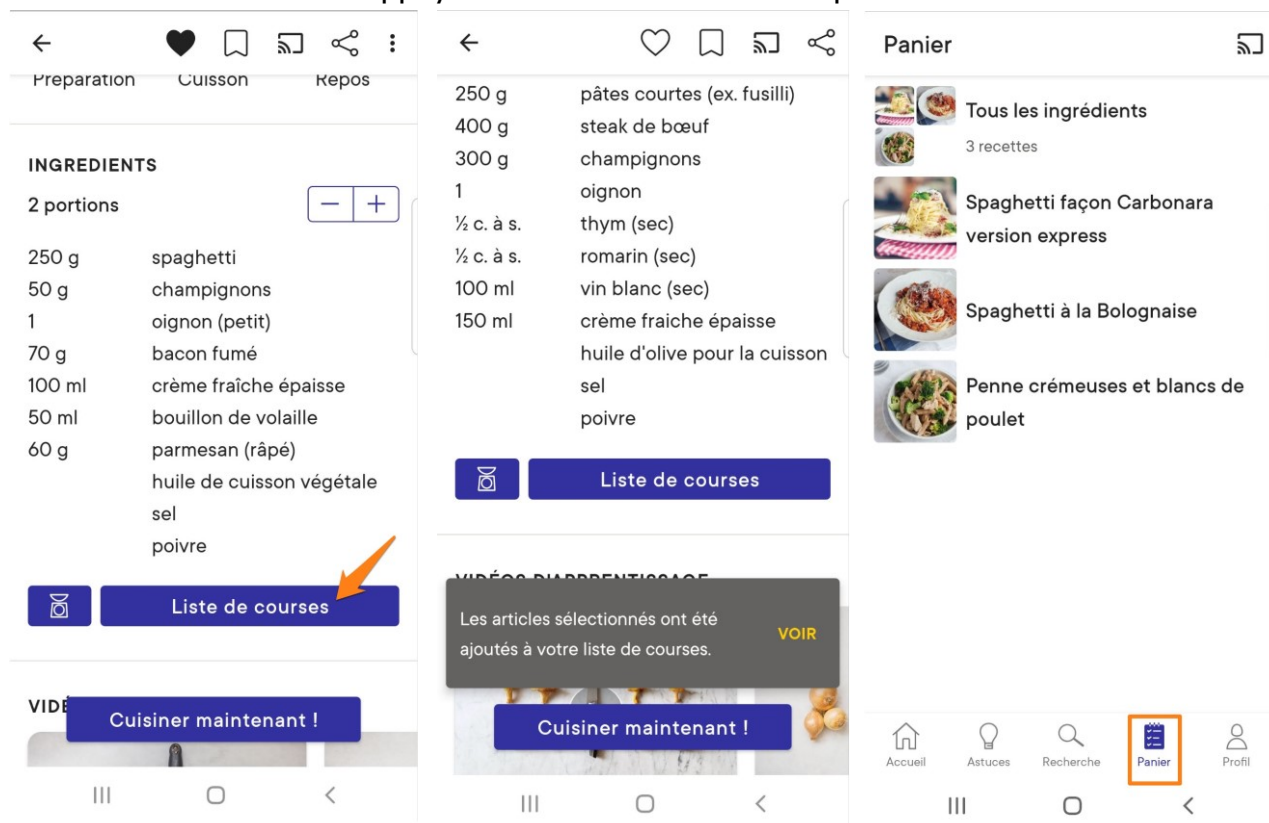 Préparation Cuisson Repos
INGREDIENTS
2 portions
250 g spaghetti
50 g champignons
1 oignon (petit)
70 g bacon fumé
100 ml crème fraîche épaisse
50 ml bouillon de volaille
60 g parmesan (râpé)
huile de cuisson végétale
sel
poivre
Liste de courses
Cuisiner maintenant !
250 g pâtes courtes (ex. fusilli)
400 g steak de bœuf
300 g champignons
1 oignon
½ c. à s. thym (sec)
½ c. à s. romarin (sec)
100 ml vin blanc (sec)
150 ml crème fraiche épaisse
huile d'olive pour la cuisson
sel
poivre
Liste de courses
VIDÉOS D'APPRENTISSAGE
Les articles sélectionnés ont été
ajoutés à votre liste de courses.
VOIR
Cuisiner maintenant !
Panier
Tous les ingrédients
3 recettes
Spaghetti façon Carbonara
version express
Spaghetti à la Bolognaise
Penne crémeuses et blancs de
poulet
Accueil Astuces Recherche Panier Profil